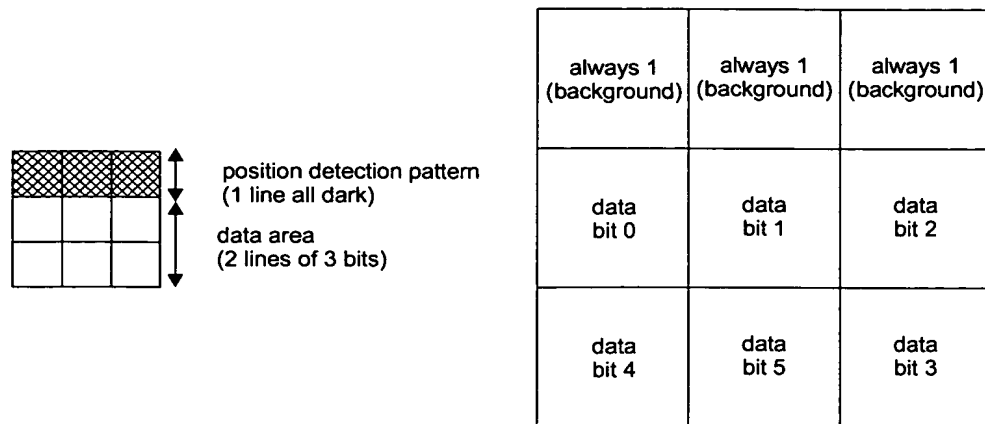 position detection pattern
(1 line all dark)
data area
(2 lines of 3 bits)
always 1
(background)
always 1
(background)
always 1
(background)
data
bit 0
data
bit 1
data
bit 2
data
bit 4
data
bit 5
data
bit 3